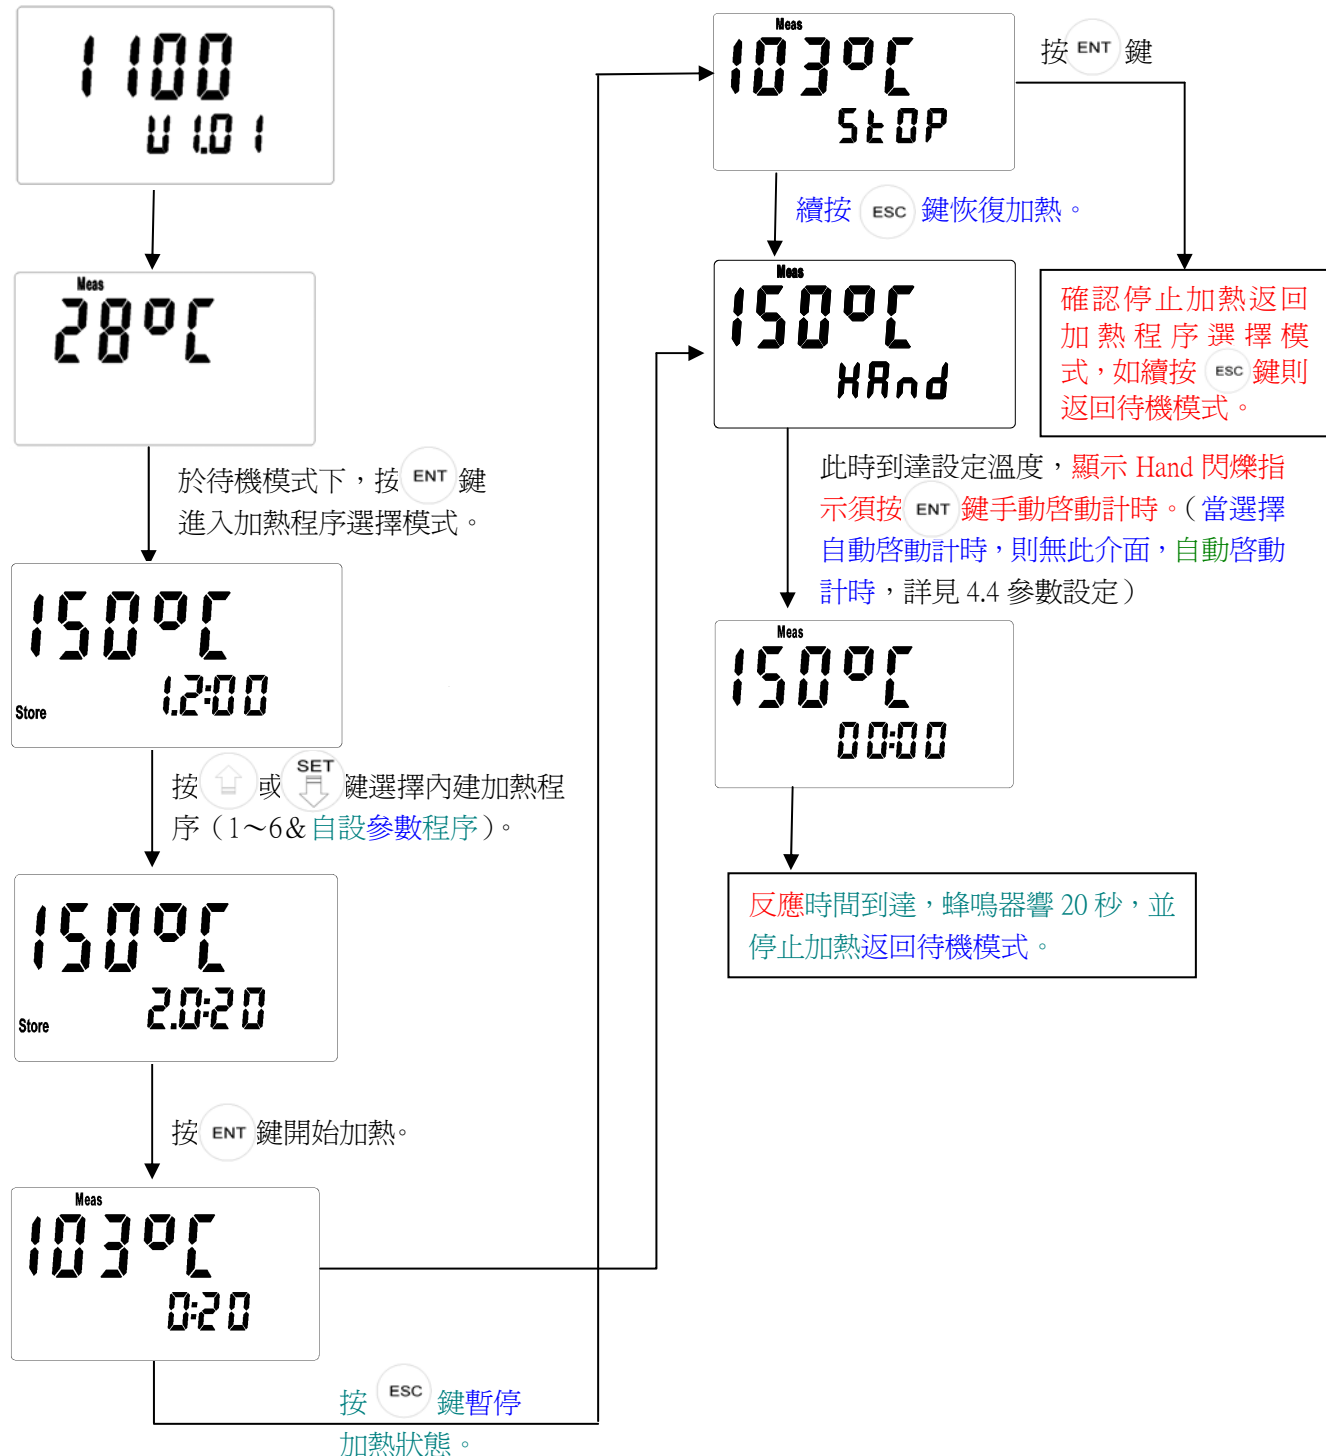 1100
V1.01
Meas
28℃
於待機模式下，按 ENT 鍵
進入加熱程序選擇模式。
150℃
Store 1.2:00
按 或 SET 鍵選擇內建加熱程
序（1～6&自設參數程序）。
150℃
Store 2.0:20
按 ENT 鍵開始加熱。
Meas
103℃
0:20
按 ESC 鍵暫停
加熱狀態。
Meas
103℃
StOP
按 ENT 鍵
續按 ESC 鍵恢復加熱。
確認停止加熱返回
加熱程序選擇模
式，如續按 ESC 鍵則
返回待機模式。
Meas
150℃
HAnd
此時到達設定溫度，顯示 Hand 閃爍指
示須按 ENT 鍵手動啓動計時。（當選擇
自動啓動計時，則無此介面，自動啓動
計時，詳見 4.4 參數設定）
Meas
150℃
00:00
反應時間到達，蜂鳴器響 20 秒，並
停止加熱返回待機模式。